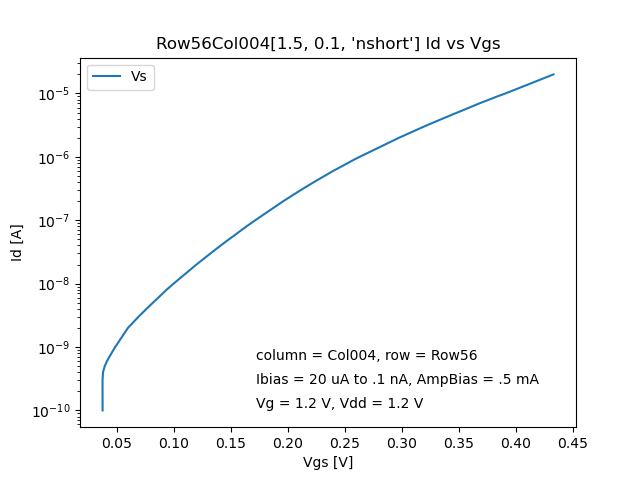 Row56Col004[1.5, 0.1, 'nshort'] Id vs Vgs
Vs
Id [A]
10⁻⁵
10⁻⁶
10⁻⁷
10⁻⁸
10⁻⁹
10⁻¹⁰
column = Col004, row = Row56
Ibias = 20 uA to .1 nA, AmpBias = .5 mA
Vg = 1.2 V, Vdd = 1.2 V
0.05 0.10 0.15 0.20 0.25 0.30 0.35 0.40 0.45
Vgs [V]